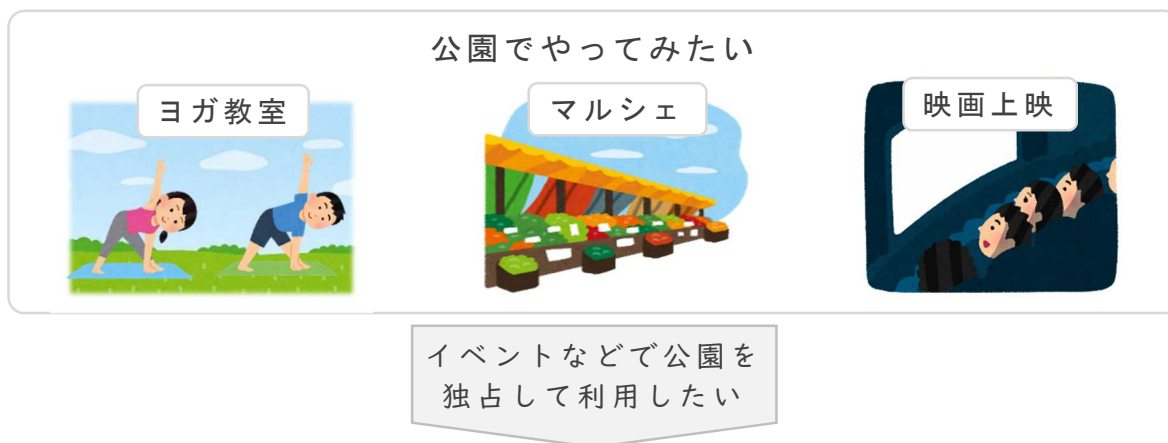 公園でやってみたい
ヨガ教室
マルシェ
映画上映
イベントなどで公園を
独占して利用したい